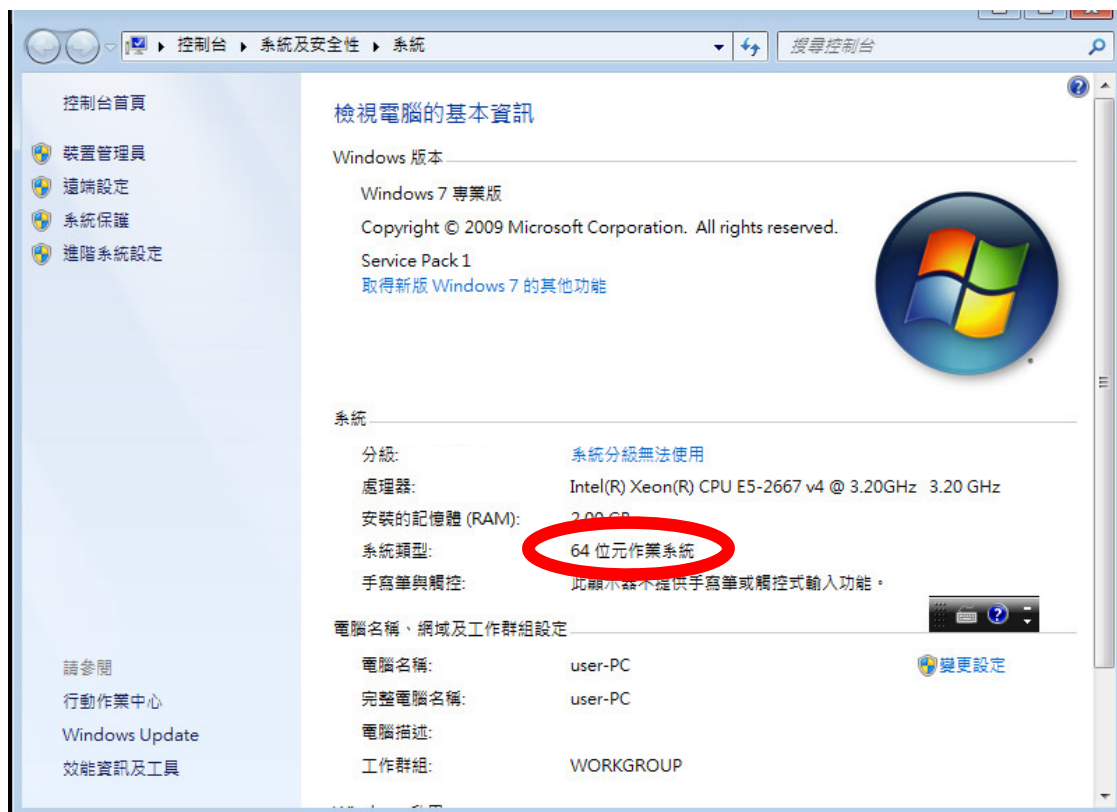 控制台 ▸ 系統及安全性 ▸ 系統
搜尋控制台
控制台首頁
裝置管理員
遠端設定
系統保護
進階系統設定
請參閱
行動作業中心
Windows Update
效能資訊及工具
檢視電腦的基本資訊
Windows 版本
Windows 7 專業版
Copyright © 2009 Microsoft Corporation. All rights reserved.
Service Pack 1
取得新版 Windows 7 的其他功能
系統
分級: 系統分級無法使用
處理器: Intel(R) Xeon(R) CPU E5-2667 v4 @ 3.20GHz 3.20 GHz
安裝的記憶體 (RAM): 2.00 GB
系統類型: 64 位元作業系統
手寫筆與觸控: 此顯示器不提供手寫筆或觸控式輸入功能。
電腦名稱、網域及工作群組設定
電腦名稱: user-PC 變更設定
完整電腦名稱: user-PC
電腦描述:
工作群組: WORKGROUP